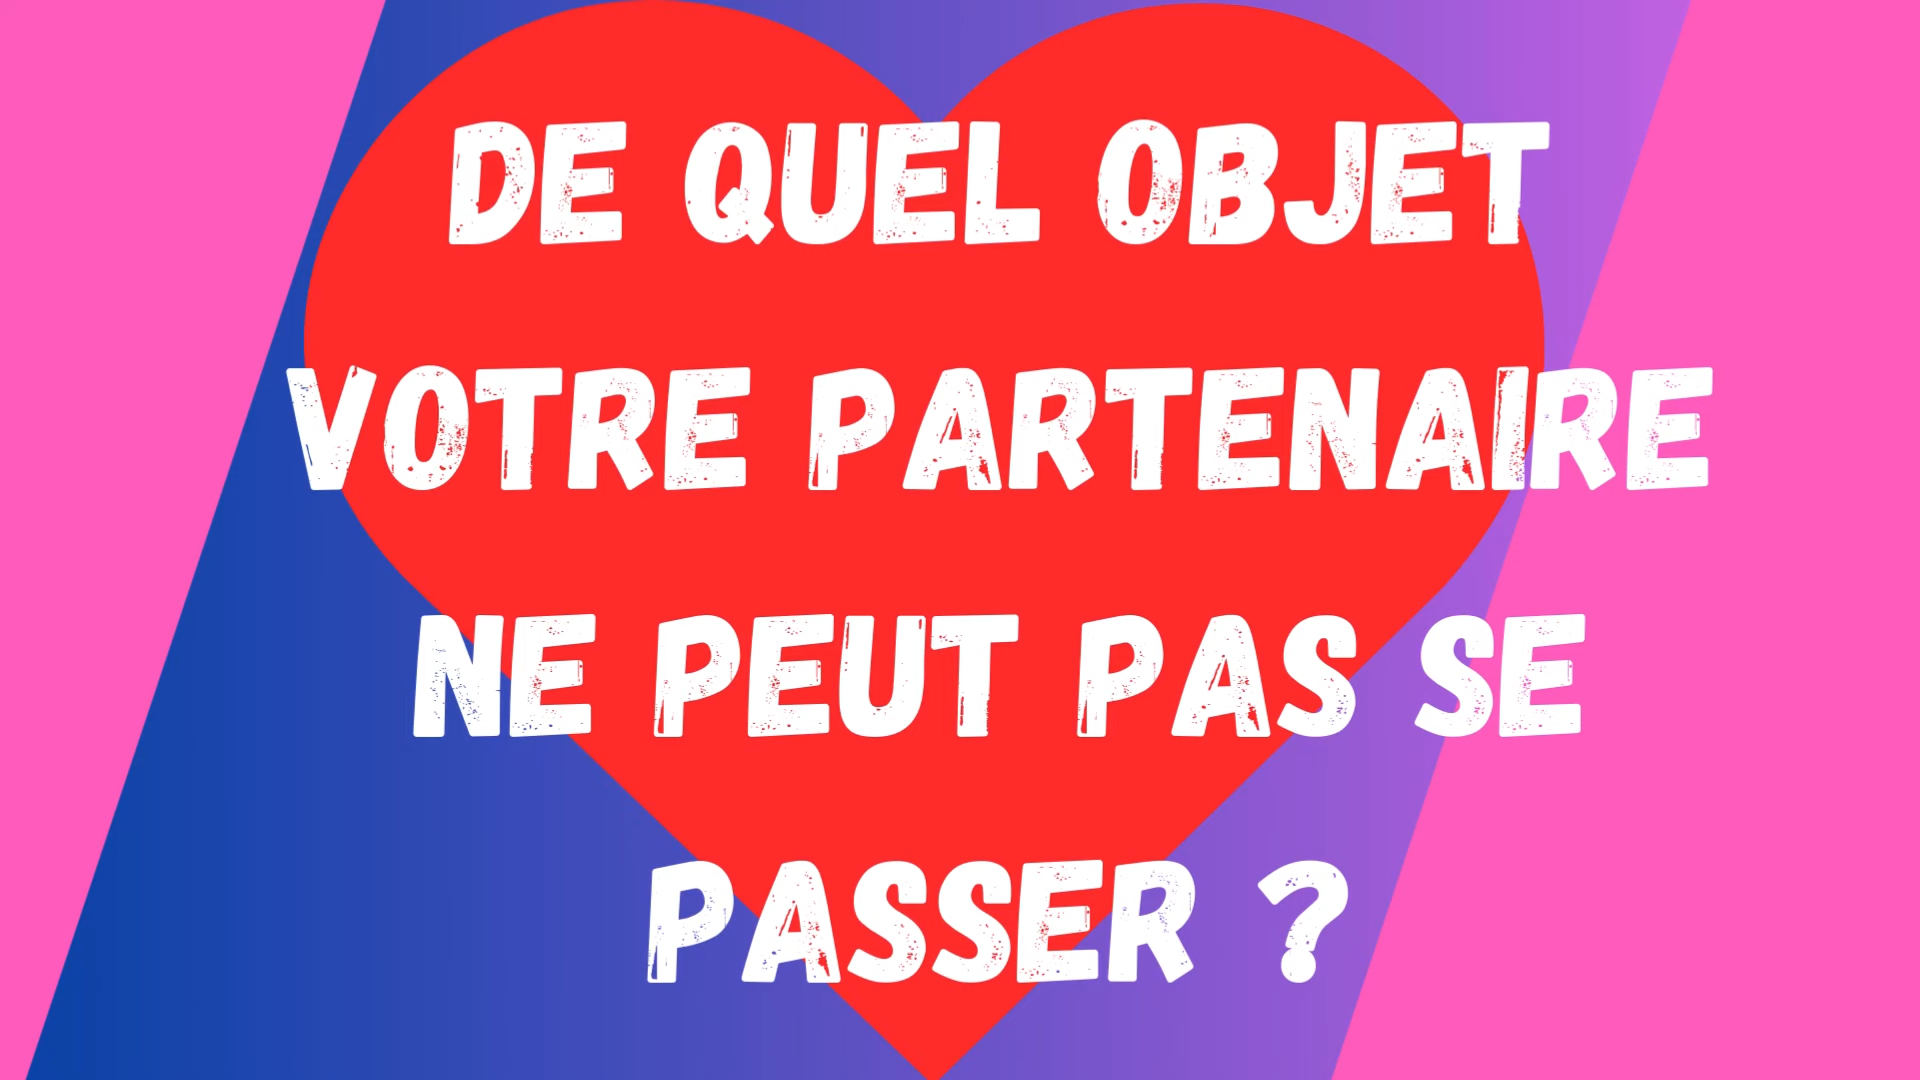 DE QUEL OBJET
VOTRE PARTENAIRE
NE PEUT PAS SE
PASSER ?